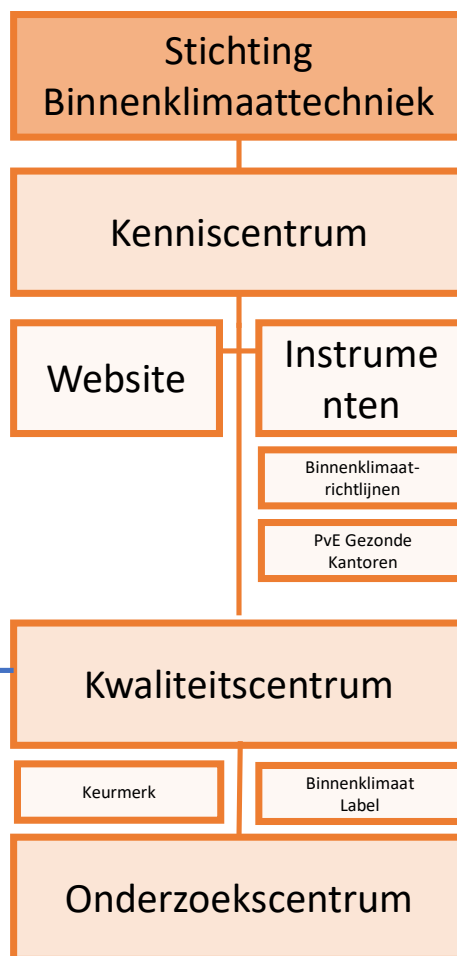 Stichting
Binnenklimaattechniek
Kenniscentrum
Website
Instrume
nten
Binnenklimaat-
richtlijnen
PvE Gezonde
Kantoren
Kwaliteitscentrum
Keurmerk
Binnenklimaat
Label
Onderzoekscentrum